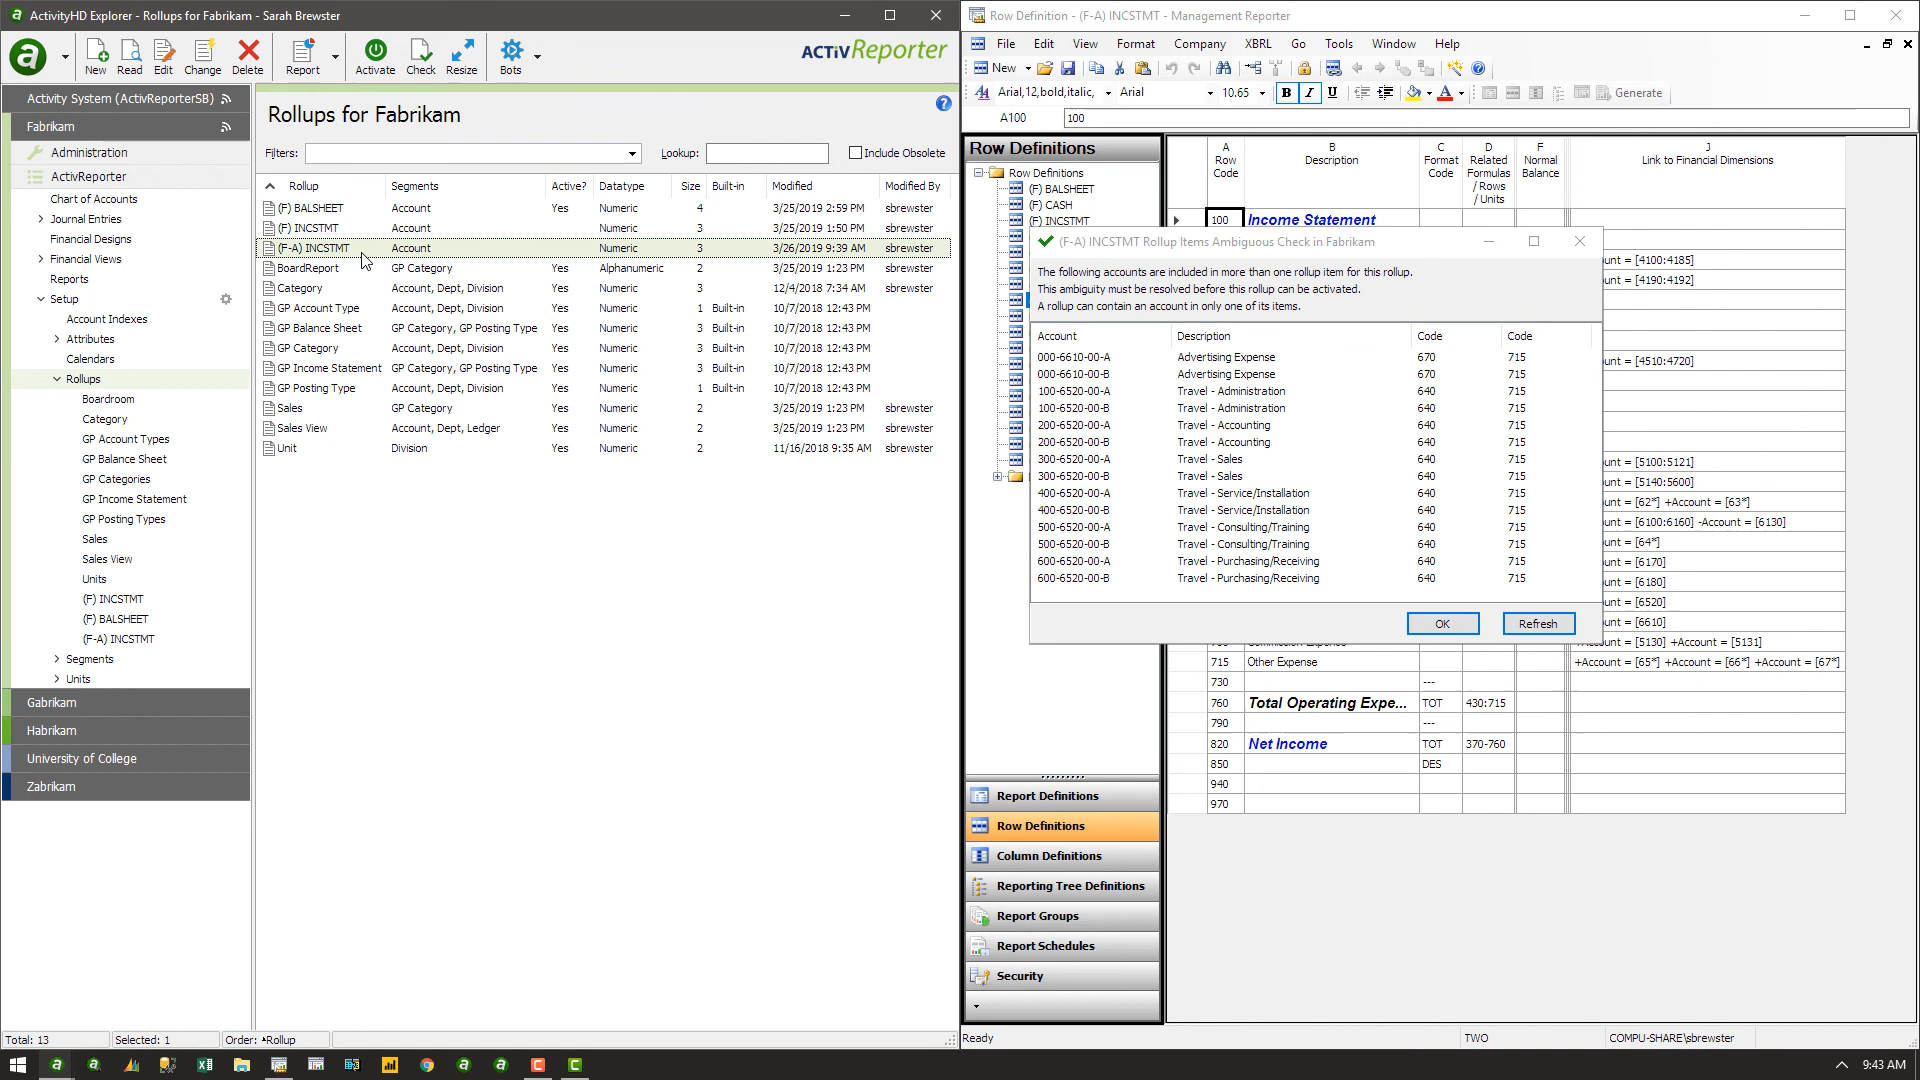 ActivityHD Explorer - Rollups for Fabrikam - Sarah Brewster
New
Read
Edit
Change
Delete
Report
Activate
Check
Resize
Bots
ACTiVReporter
Activity System (ActivReporterSB)
Fabrikam
Administration
ActivReporter
Chart of Accounts
Journal Entries
Financial Designs
Financial Views
Reports
Setup
Account Indexes
Attributes
Calendars
Rollups
Boardroom
Category
GP Account Types
GP Balance Sheet
GP Categories
GP Income Statement
GP Posting Types
Sales
Sales View
Units
(F) INCSTMT
(F) BALSHEET
(F-A) INCSTMT
Segments
Units
Gabrikam
Habrikam
University of College
Zabrikam
Rollups for Fabrikam
Filters:
Lookup:
Include Obsolete
Rollup Segments Active? Datatype Size Built-in Modified Modified By
(F) BALSHEET Account Yes Numeric 4 3/25/2019 2:59 PM sbrewster
(F) INCSTMT Account Yes Numeric 3 3/25/2019 1:50 PM sbrewster
(F-A) INCSTMT Account Numeric 3 3/26/2019 9:39 AM sbrewster
BoardReport GP Category Yes Alphanumeric 2 3/25/2019 1:23 PM sbrewster
Category Account, Dept, Division Yes Numeric 3 12/4/2018 7:34 AM sbrewster
GP Account Type GP Category, GP Posting Type Yes Numeric 1 Built-in 10/7/2018 12:43 PM
GP Balance Sheet GP Category, GP Posting Type Yes Numeric 3 Built-in 10/7/2018 12:43 PM
GP Category Account, Dept, Division Yes Numeric 3 Built-in 10/7/2018 12:43 PM
GP Income Statement GP Category, GP Posting Type Yes Numeric 3 Built-in 10/7/2018 12:43 PM
GP Posting Type Account, Dept, Division Yes Numeric 1 Built-in 10/7/2018 12:43 PM
Sales GP Category Yes Numeric 2 3/25/2019 1:23 PM sbrewster
Sales View Account, Dept, Ledger Yes Numeric 2 3/25/2019 1:23 PM sbrewster
Unit Division Yes Numeric 2 11/16/2018 9:35 AM sbrewster
Total: 13 Selected: 1 Order: Rollup
Row Definition - (F-A) INCSTMT - Management Reporter
File Edit View Format Company XBRL Go Tools Window Help
New
Arial,12,bold,italic, Arial 10.65 B I U A Generate
A100 100
Row Definitions
Row Definitions
(F) BALSHEET
(F) CASH
(F) INCSTMT
Report Definitions
Row Definitions
Column Definitions
Reporting Tree Definitions
Report Groups
Report Schedules
Security
A B C D F J
Row Code
Description
Format Code
Related Formulas / Rows / Units
Normal Balance
Link to Financial Dimensions
100 Income Statement
(F-A) INCSTMT Rollup Items Ambiguous Check in Fabrikam
The following accounts are included in more than one rollup item for this rollup.
This ambiguity must be resolved before this rollup can be activated.
A rollup can contain an account in only one of its items.
Account Description Code Code
000-6610-00-A Advertising Expense 670 715
000-6610-00-B Advertising Expense 670 715
100-6520-00-A Travel - Administration 640 715
100-6520-00-B Travel - Administration 640 715
200-6520-00-A Travel - Accounting 640 715
200-6520-00-B Travel - Accounting 640 715
300-6520-00-A Travel - Sales 640 715
300-6520-00-B Travel - Sales 640 715
400-6520-00-A Travel - Service/Installation 640 715
400-6520-00-B Travel - Service/Installation 640 715
500-6520-00-A Travel - Consulting/Training 640 715
500-6520-00-B Travel - Consulting/Training 640 715
600-6520-00-A Travel - Purchasing/Receiving 640 715
600-6520-00-B Travel - Purchasing/Receiving 640 715
OK Refresh
ount = [4100:4185]
ount = [4190:4192]
ount = [4510:4720]
ount = [5100:5121]
ount = [5140:5600]
ount = [62*] +Account = [63*]
ount = [6100:6160] -Account = [6130]
ount = [64*]
ount = [6170]
ount = [6180]
ount = [6520]
ount = [6610]
+Account = [5130] +Account = [5131]
715 Other Expense +Account = [65*] +Account = [66*] +Account = [67*]
730 ---
760 Total Operating Expe... TOT 430:715
790 ---
820 Net Income TOT 370-760
850 DES
940
970
Ready TWO COMPU-SHARE\sbrewster
9:43 AM